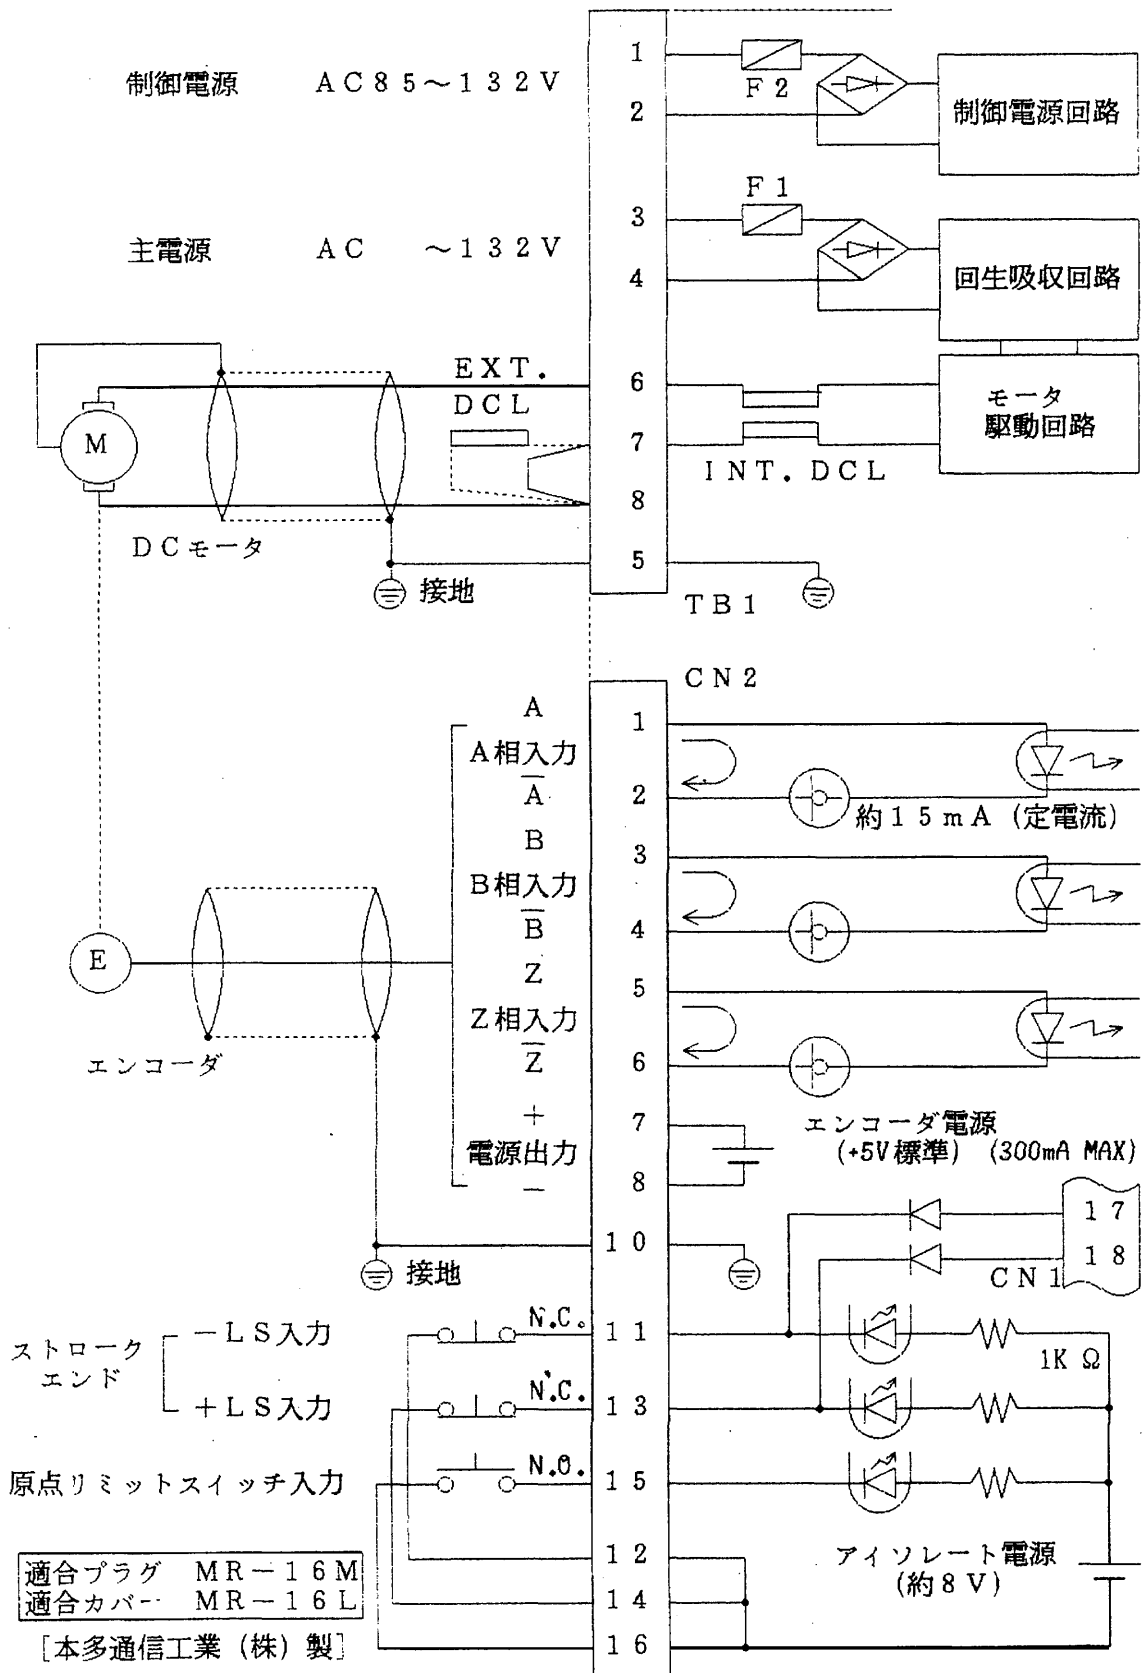 1
制御電源 AC85～132V
F2
2
制御電源回路
F1
3
主電源 AC ～132V
4
回生吸収回路
EXT.
DCL
6
モータ
駆動回路
M
7
INT. DCL
8
DCモータ
5
接地
TB1
CN2
A
1
A相入力
A̅
2
約15mA (定電流)
B
3
B相入力
B̅
4
E
Z
5
Z相入力
Z̅
6
エンコーダ
+
7
エンコーダ電源
(+5V標準) (300mA MAX)
電源出力
8
−
17
10
18
CN1
接地
ストローク
エンド
−LS入力
N.C.
11
1KΩ
+LS入力
N.C.
13
原点リミットスイッチ入力
N.O.
15
12
アイソレート電源
(約8V)
適合プラグ MR−16M
適合カバー MR−16L
14
[本多通信工業(株)製]
16